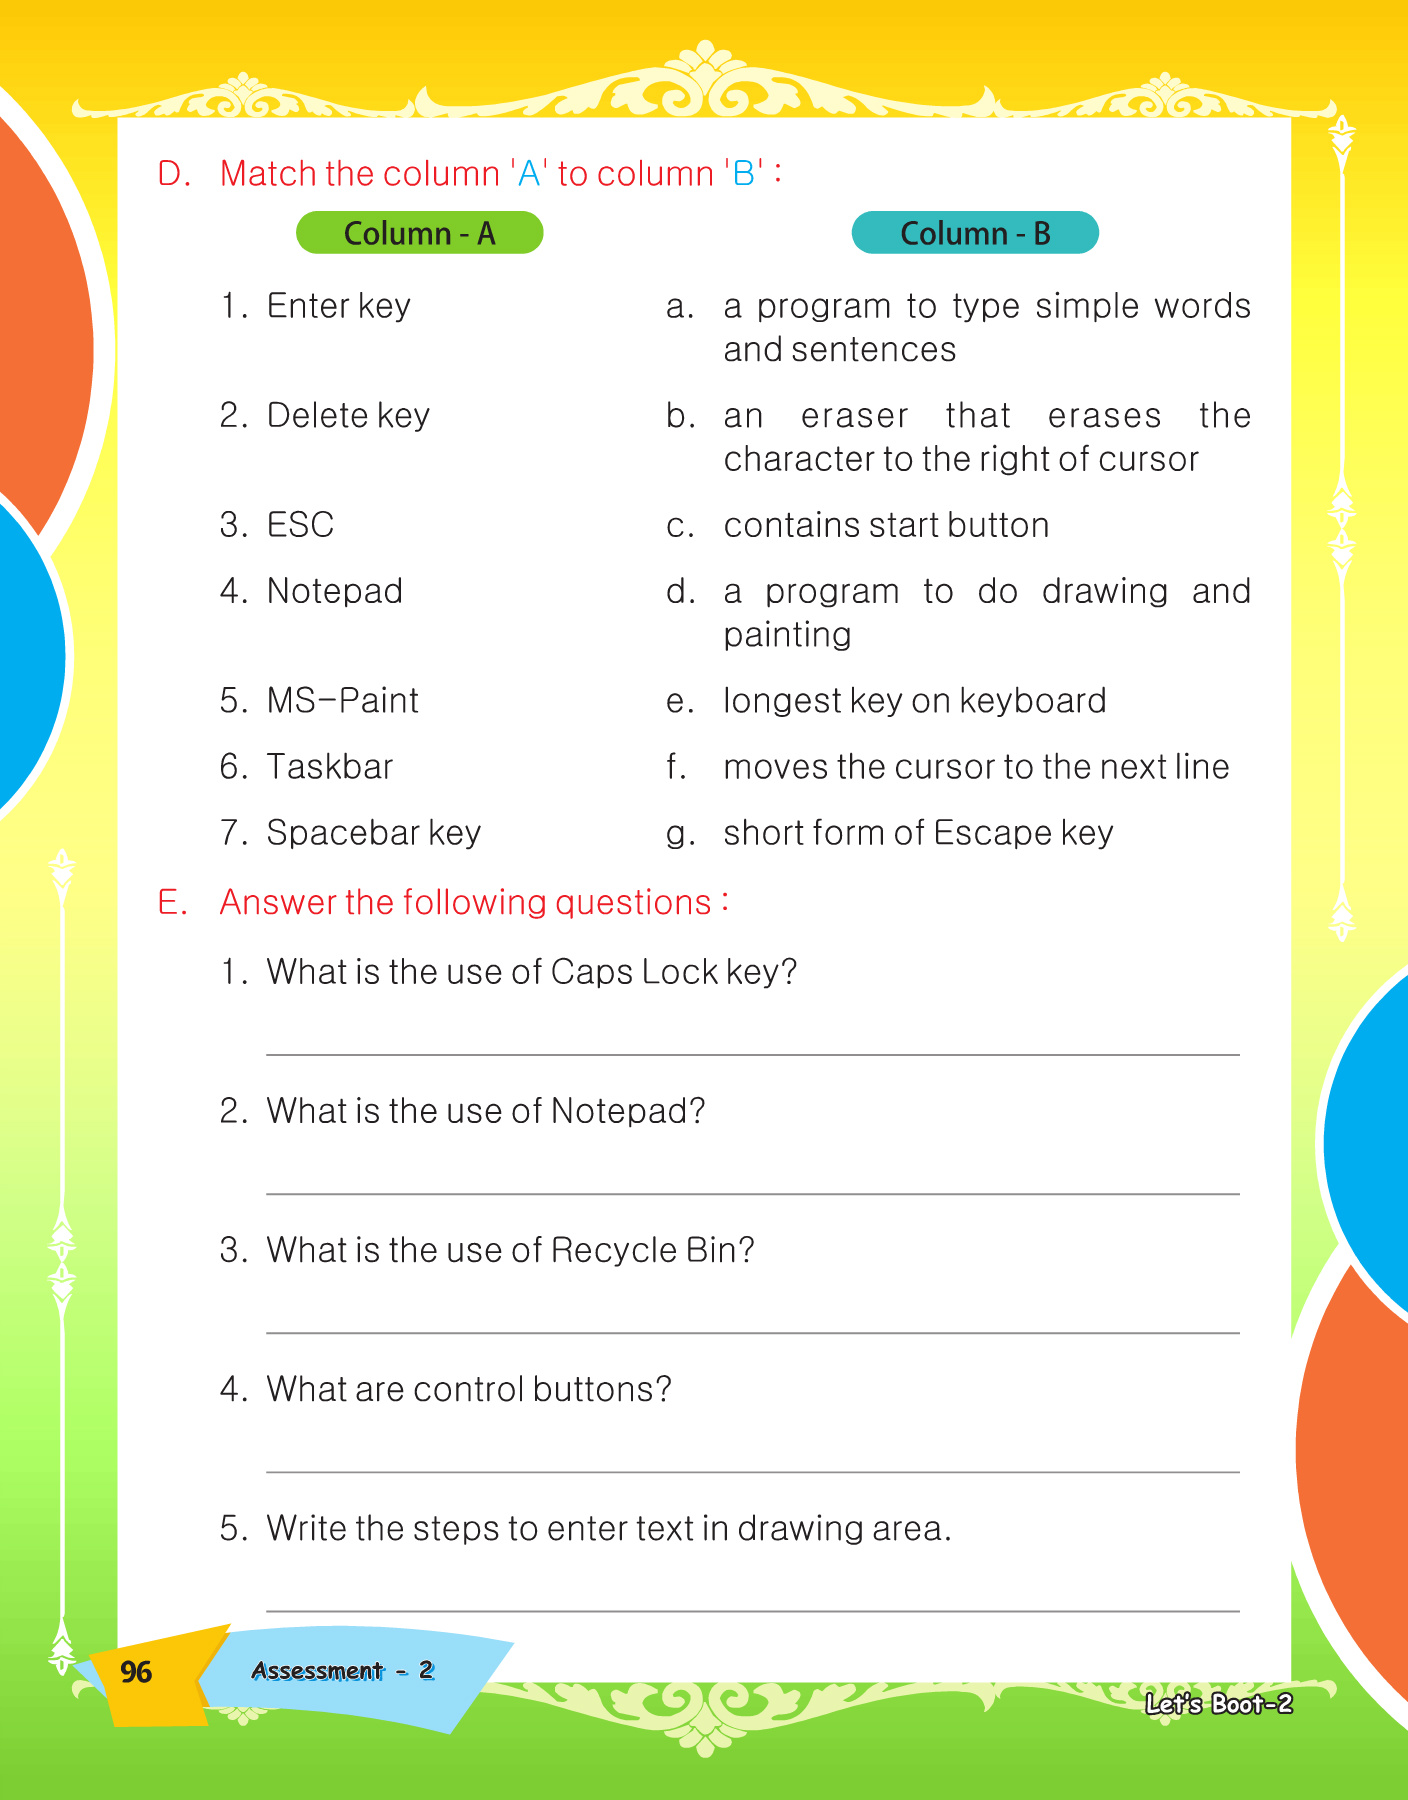 D. Match the column 'A' to column 'B' :
Column - A
Column - B
1. Enter key
a. a program to type simple words
and sentences
2. Delete key
b. an eraser that erases the
character to the right of cursor
3. ESC
c. contains start button
4. Notepad
d. a program to do drawing and
painting
5. MS-Paint
e. longest key on keyboard
6. Taskbar
f. moves the cursor to the next line
7. Spacebar key
g. short form of Escape key
E. Answer the following questions :
1. What is the use of Caps Lock key?
2. What is the use of Notepad?
3. What is the use of Recycle Bin?
4. What are control buttons?
5. Write the steps to enter text in drawing area.
96
Assessment - 2
Let's Boot-2